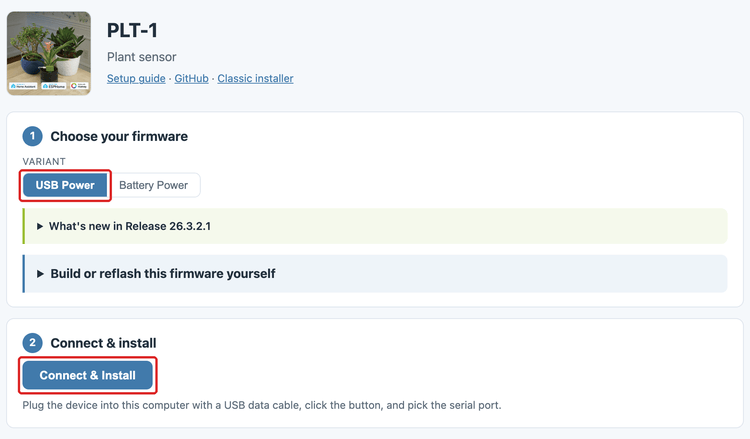 PLT-1
Plant sensor
Setup guide · GitHub · Classic installer
1 Choose your firmware
VARIANT
USB Power Battery Power
▶ What's new in Release 26.3.2.1
▶ Build or reflash this firmware yourself
2 Connect & install
Connect & Install
Plug the device into this computer with a USB data cable, click the button, and pick the serial port.